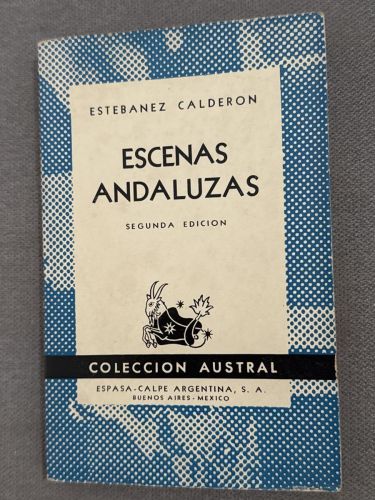 ESTEBANEZ CALDERON
ESCENAS
ANDALUZAS
SEGUNDA EDICION
COLECCION AUSTRAL
ESPASA-CALPE ARGENTINA, S. A.
BUENOS AIRES - MEXICO